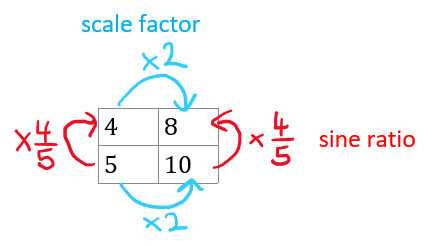 scale factor
×2
4 8
×4/5
×4/5 sine ratio
5 10
×2